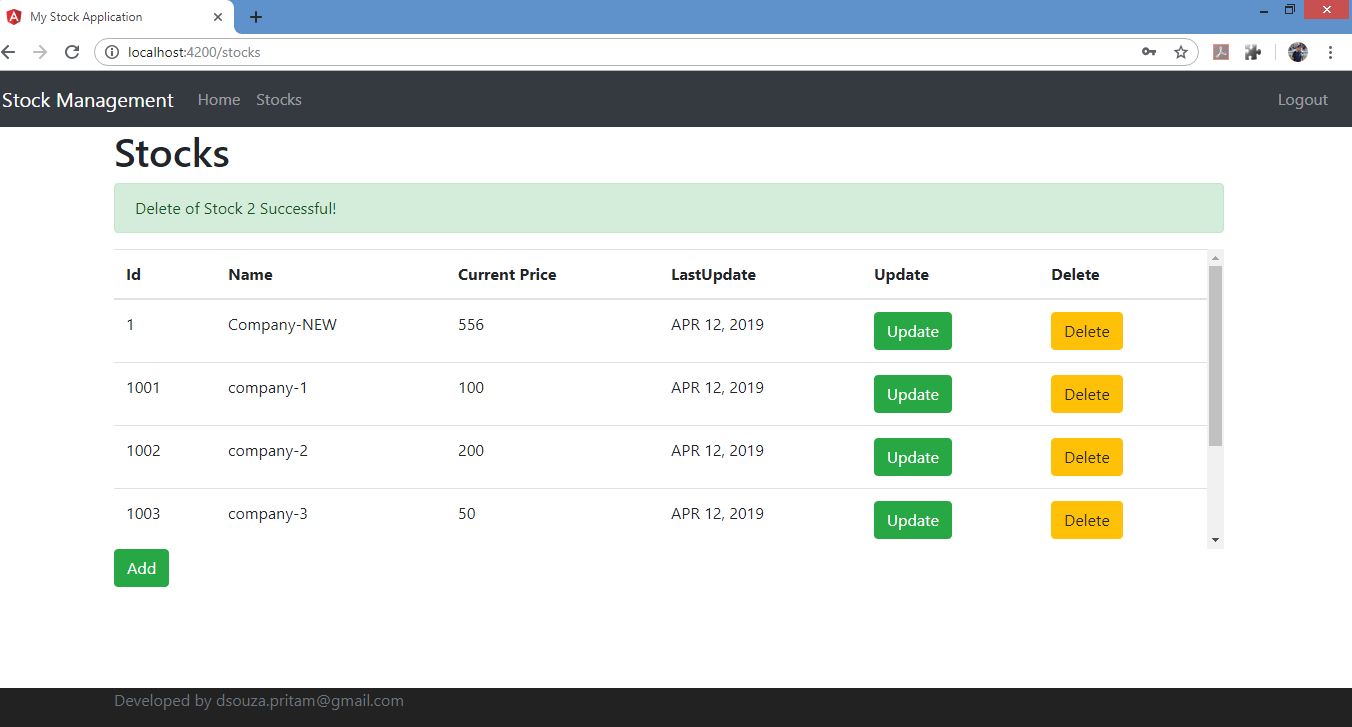 My Stock Application
localhost:4200/stocks
Stock Management Home Stocks Logout
Stocks
Delete of Stock 2 Successful!
Id Name Current Price LastUpdate Update Delete
1 Company-NEW 556 APR 12, 2019 Update Delete
1001 company-1 100 APR 12, 2019 Update Delete
1002 company-2 200 APR 12, 2019 Update Delete
1003 company-3 50 APR 12, 2019 Update Delete
Add
Developed by dsouza.pritam@gmail.com